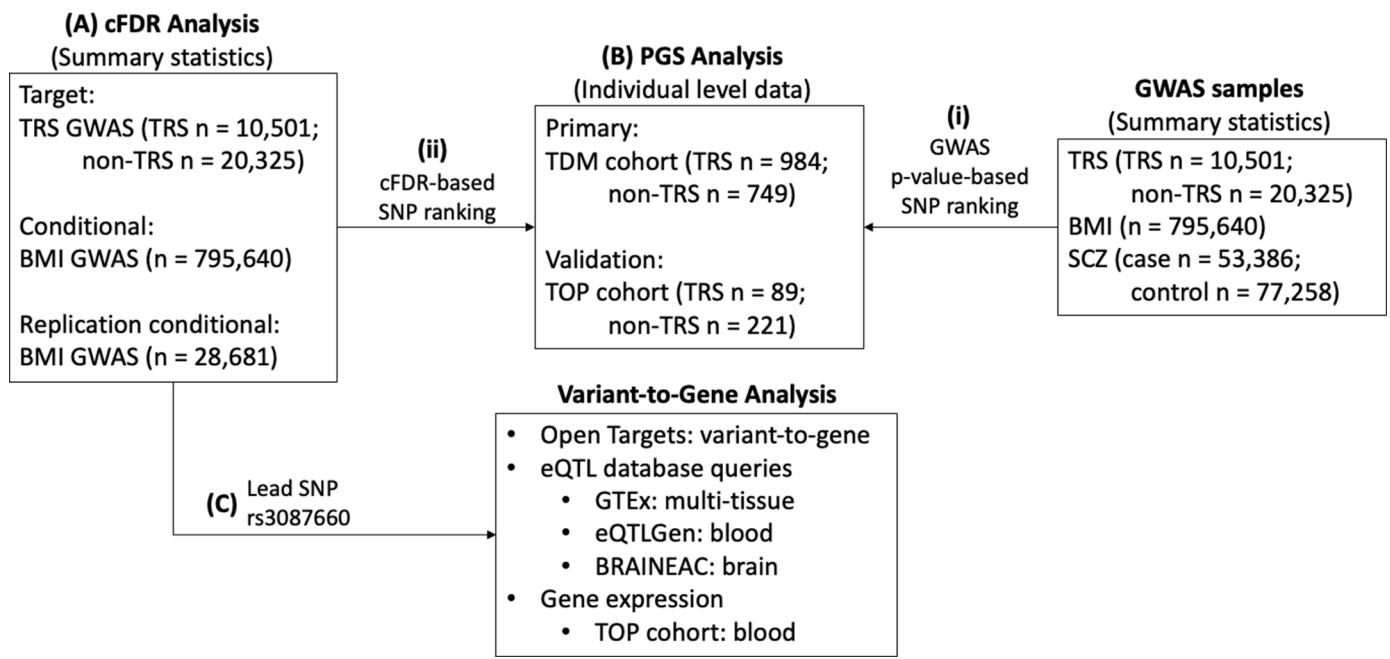 (A) cFDR Analysis
(Summary statistics)
Target:
TRS GWAS (TRS n = 10,501;
non-TRS n = 20,325)
Conditional:
BMI GWAS (n = 795,640)
Replication conditional:
BMI GWAS (n = 28,681)
(ii)
cFDR-based
SNP ranking
(B) PGS Analysis
(Individual level data)
Primary:
TDM cohort (TRS n = 984;
non-TRS n = 749)
Validation:
TOP cohort (TRS n = 89;
non-TRS n = 221)
(i)
GWAS
p-value-based
SNP ranking
GWAS samples
(Summary statistics)
TRS (TRS n = 10,501;
non-TRS n = 20,325)
BMI (n = 795,640)
SCZ (case n = 53,386;
control n = 77,258)
(C) Lead SNP
rs3087660
Variant-to-Gene Analysis
• Open Targets: variant-to-gene
• eQTL database queries
• GTEx: multi-tissue
• eQTLGen: blood
• BRAINEAC: brain
• Gene expression
• TOP cohort: blood